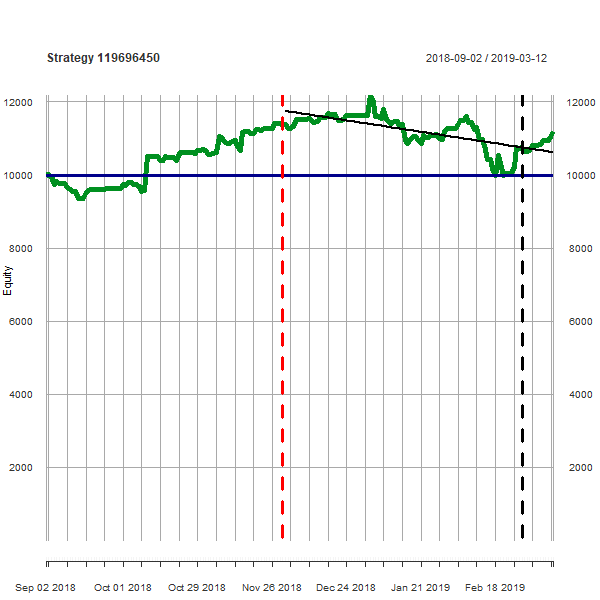 Strategy 119696450
2018-09-02 / 2019-03-12
12000
12000
10000
10000
8000
8000
Equity
6000
6000
4000
4000
2000
2000
Sep 02 2018
Oct 01 2018
Oct 29 2018
Nov 26 2018
Dec 24 2018
Jan 21 2019
Feb 18 2019